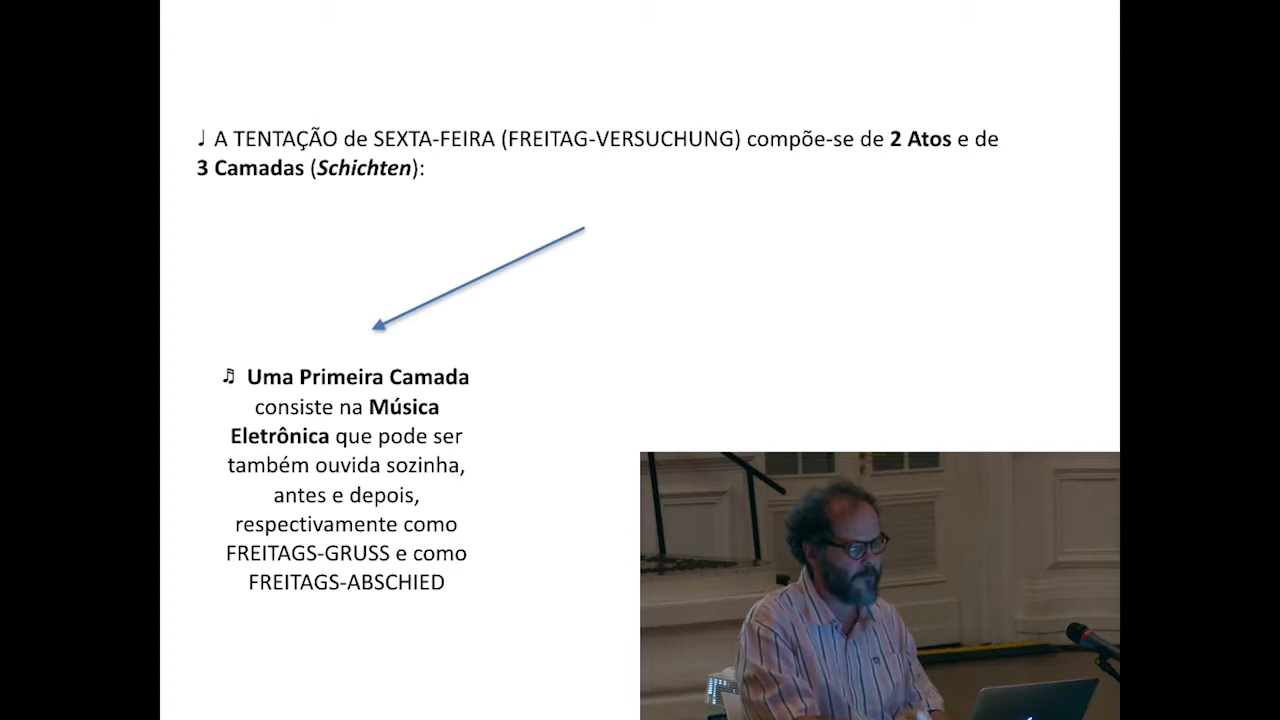 ♩ A TENTAÇÃO de SEXTA-FEIRA (FREITAG-VERSUCHUNG) compõe-se de 2 Atos e de
3 Camadas (Schichten):
♬ Uma Primeira Camada
consiste na Música
Eletrônica que pode ser
também ouvida sozinha,
antes e depois,
respectivamente como
FREITAGS-GRUSS e como
FREITAGS-ABSCHIED